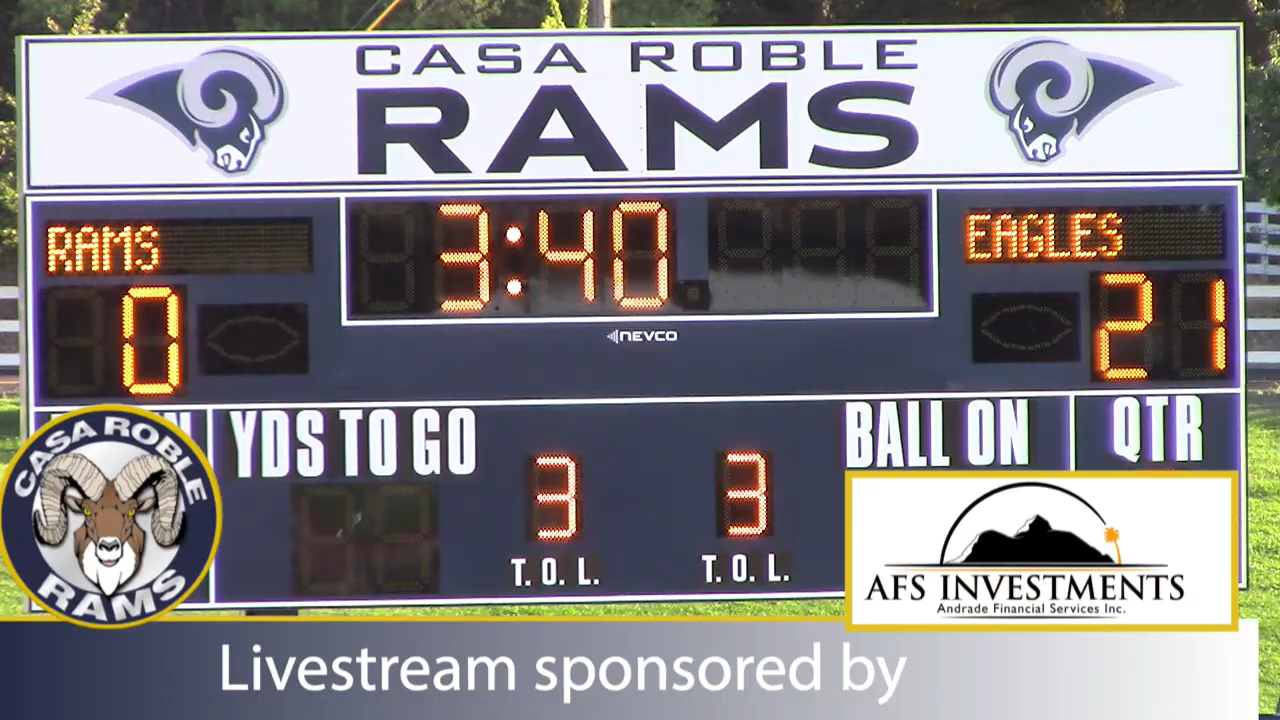 CASA ROBLE
RAMS
RAMS
3:40
EAGLES
0
21
NEVCO
YDS TO GO
BALL ON
QTR
3
3
T. O. L.
T. O. L.
CASA ROBLE
RAMS
AFS INVESTMENTS
Andrade Financial Services Inc.
Livestream sponsored by